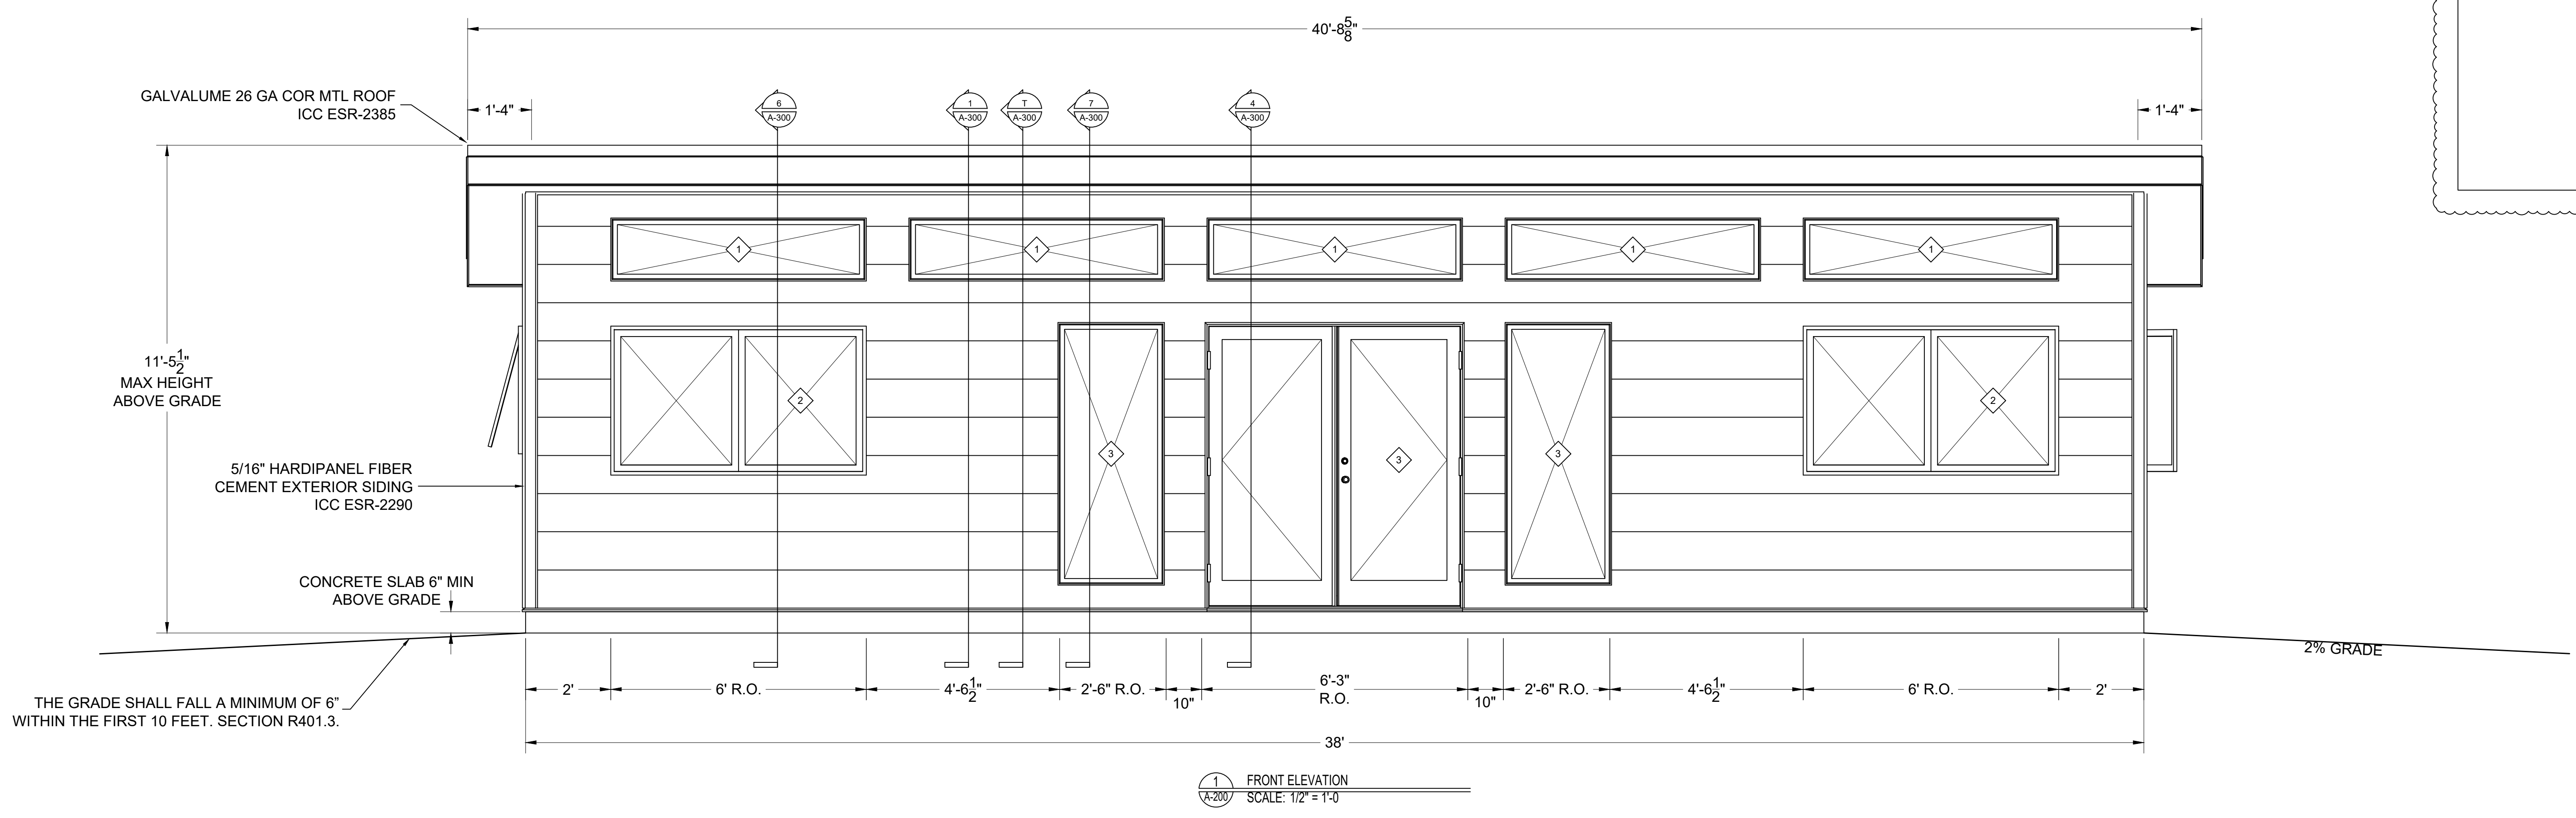 40'-8 5/8"
GALVALUME 26 GA COR MTL ROOF
ICC ESR-2385
1'-4"
1'-4"
6
A-300
1
A-300
T
A-300
7
A-300
4
A-300
1
1
1
1
1
11'-5 1/2"
MAX HEIGHT
ABOVE GRADE
2
2
3
3
3
5/16" HARDIPANEL FIBER
CEMENT EXTERIOR SIDING
ICC ESR-2290
CONCRETE SLAB 6" MIN
ABOVE GRADE
2% GRADE
THE GRADE SHALL FALL A MINIMUM OF 6"
WITHIN THE FIRST 10 FEET. SECTION R401.3.
2'
6' R.O.
4'-6 1/2"
2'-6" R.O.
10"
6'-3"
R.O.
10"
2'-6" R.O.
4'-6 1/2"
6' R.O.
2'
38'
1
A-200
FRONT ELEVATION
SCALE: 1/2" = 1'-0